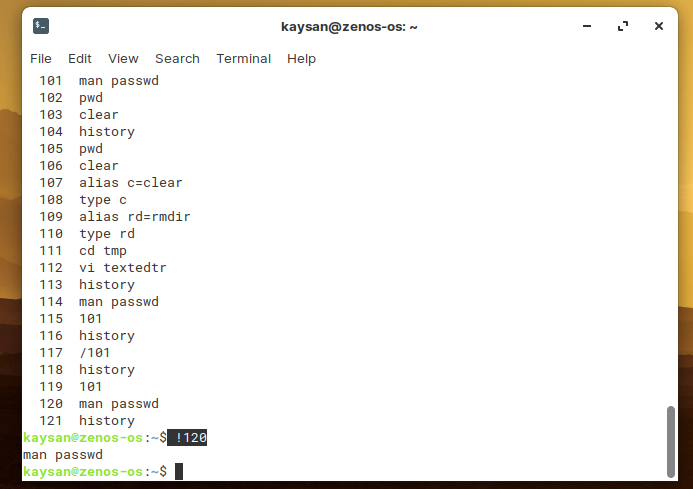 $_
kaysan@zenos-os: ~
File Edit View Search Terminal Help
101 man passwd
102 pwd
103 clear
104 history
105 pwd
106 clear
107 alias c=clear
108 type c
109 alias rd=rmdir
110 type rd
111 cd tmp
112 vi textedtr
113 history
114 man passwd
115 101
116 history
117 /101
118 history
119 101
120 man passwd
121 history
kaysan@zenos-os:~$ !120
man passwd
kaysan@zenos-os:~$